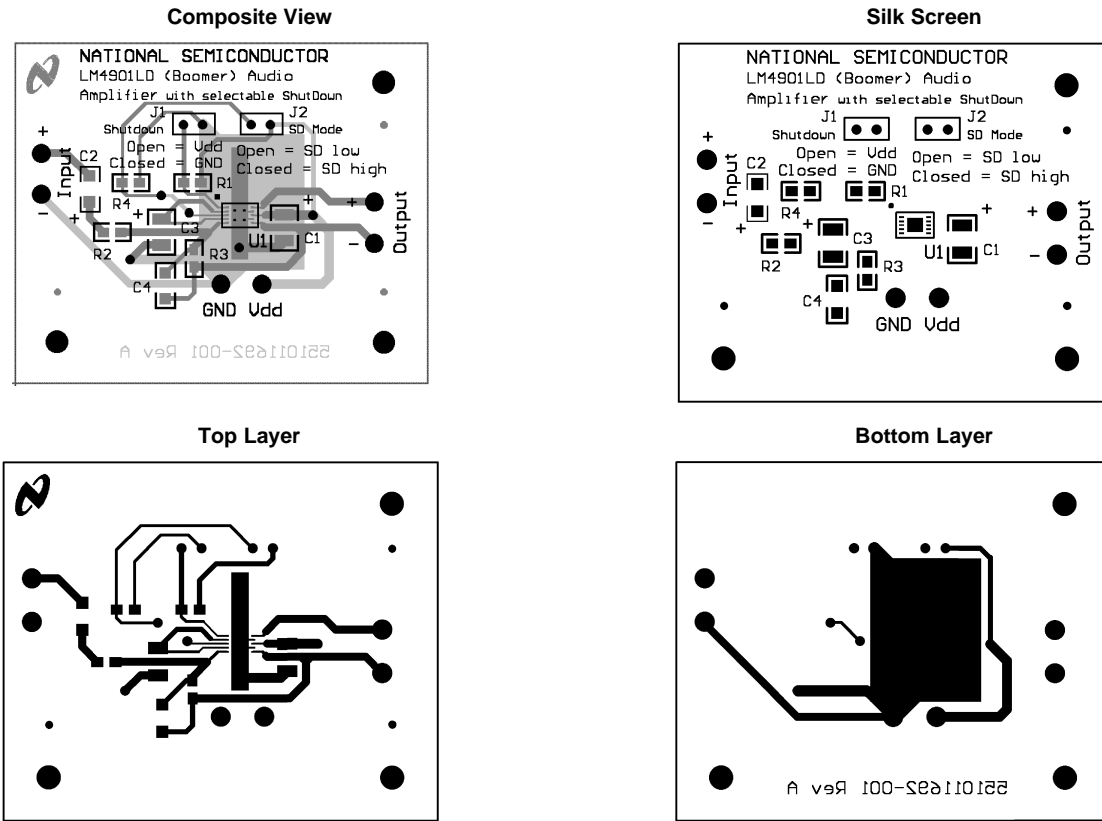 Composite View
NATIONAL SEMICONDUCTOR
LM4901LD (Boomer) Audio
Amplifier with selectable ShutDown
J1
J2
Shutdown
SD Mode
Open = Vdd
Open = SD low
Closed = GND
Closed = SD high
+
Input
-
C2
+
R4
R1
R2
+
C3
R3
C4
U1
+
C1
+
Output
-
GND Vdd
551011692-001 Rev A
Silk Screen
NATIONAL SEMICONDUCTOR
LM4901LD (Boomer) Audio
Amplifier with selectable ShutDown
J1
J2
Shutdown
SD Mode
Open = Vdd
Open = SD low
Closed = GND
Closed = SD high
+
Input
-
C2
+
R4
R1
R2
+
C3
R3
C4
U1
+
C1
+
Output
-
GND Vdd
Top Layer
Bottom Layer
551011692-001 Rev A